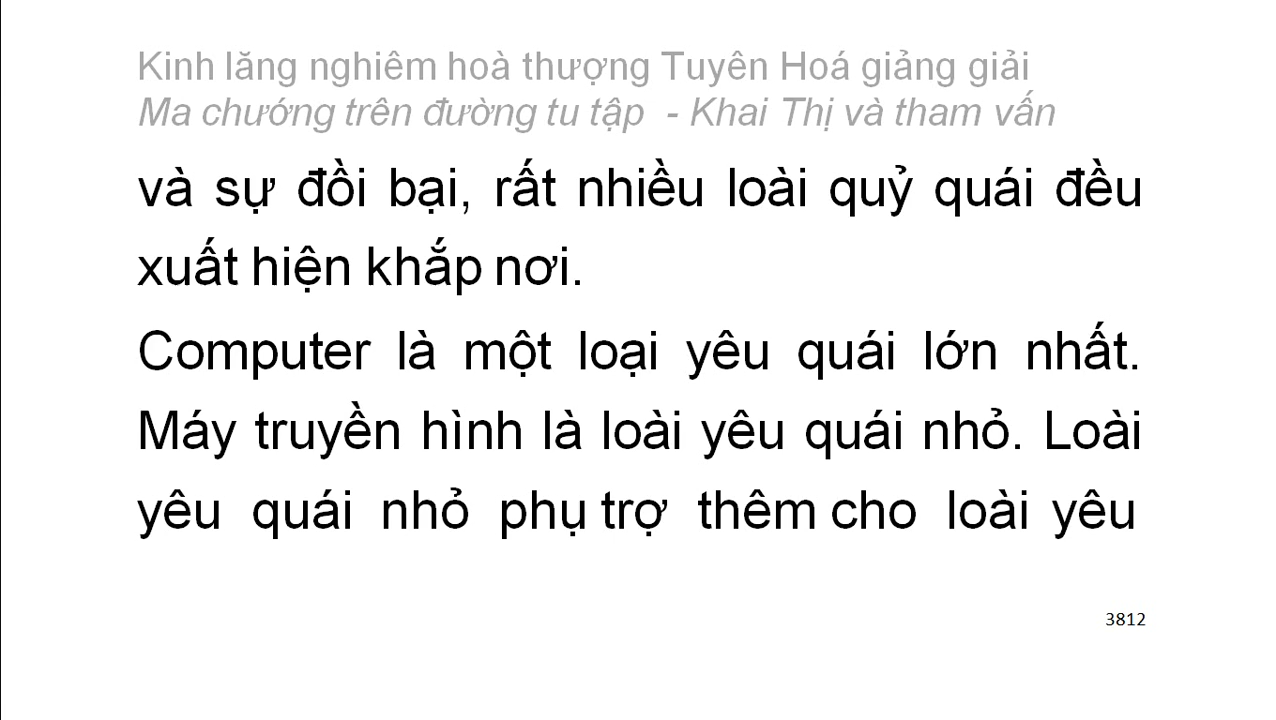 Kinh lăng nghiêm hoà thượng Tuyên Hoá giảng giải
Ma chướng trên đường tu tập - Khai Thị và tham vấn
và sự đồi bại, rất nhiều loài quỷ quái đều
xuất hiện khắp nơi.
Computer là một loại yêu quái lớn nhất.
Máy truyền hình là loài yêu quái nhỏ. Loài
yêu quái nhỏ phụ trợ thêm cho loài yêu
3812